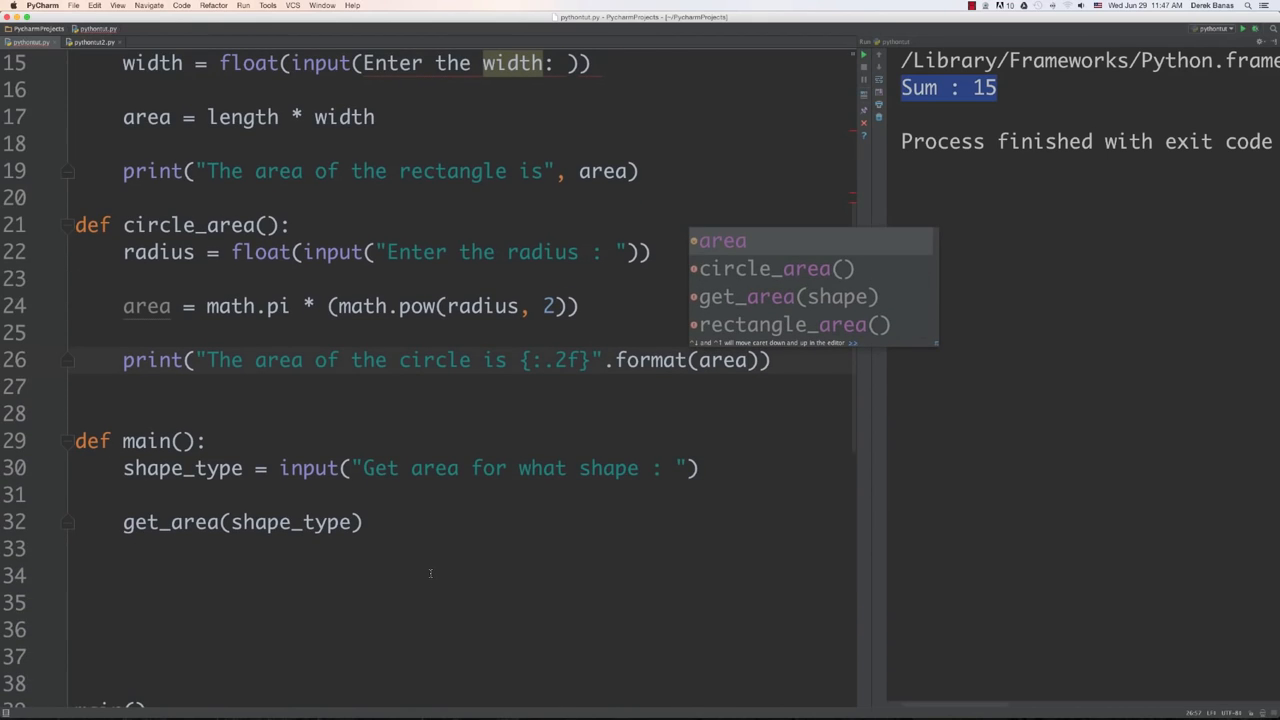 PyCharm File Edit View Navigate Code Refactor Run Tools VCS Window Help 10 Wed Jun 29 11:47 AM Derek Banas
pythontut.py - PycharmProjects - [~/PycharmProjects]
PycharmProjects pythontut.py pythontut
pythontut.py pythontut2.py Run pythontut
15 width = float(input(Enter the width: ))
16
17 area = length * width
18
19 print("The area of the rectangle is", area)
20
21 def circle_area():
22 radius = float(input("Enter the radius : "))
23
24 area = math.pi * (math.pow(radius, 2))
25
26 print("The area of the circle is {:.2f}".format(area))
27
28
29 def main():
30 shape_type = input("Get area for what shape : ")
31
32 get_area(shape_type)
33
34
35
36
37
38
area
circle_area()
get_area(shape)
rectangle_area()
^↓ and ^↑ will move caret down and up in the editor >>
/Library/Frameworks/Python.frame
Sum : 15
Process finished with exit code
26:57 LF‡ UTF-8‡